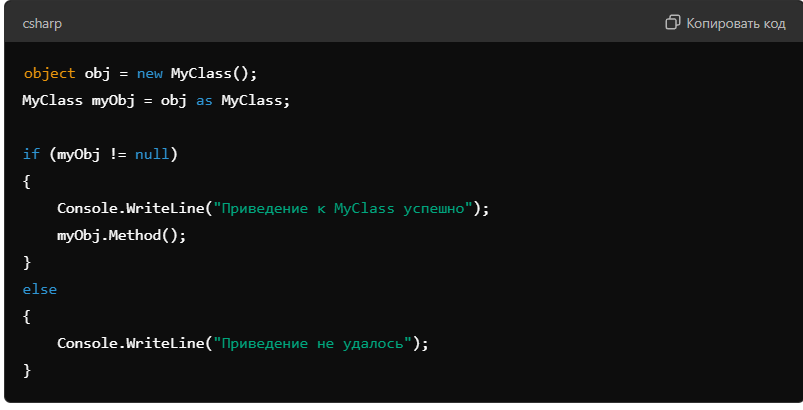 csharp
Копировать код
object obj = new MyClass();
MyClass myObj = obj as MyClass;
if (myObj != null)
{
    Console.WriteLine("Приведение к MyClass успешно");
    myObj.Method();
}
else
{
    Console.WriteLine("Приведение не удалось");
}